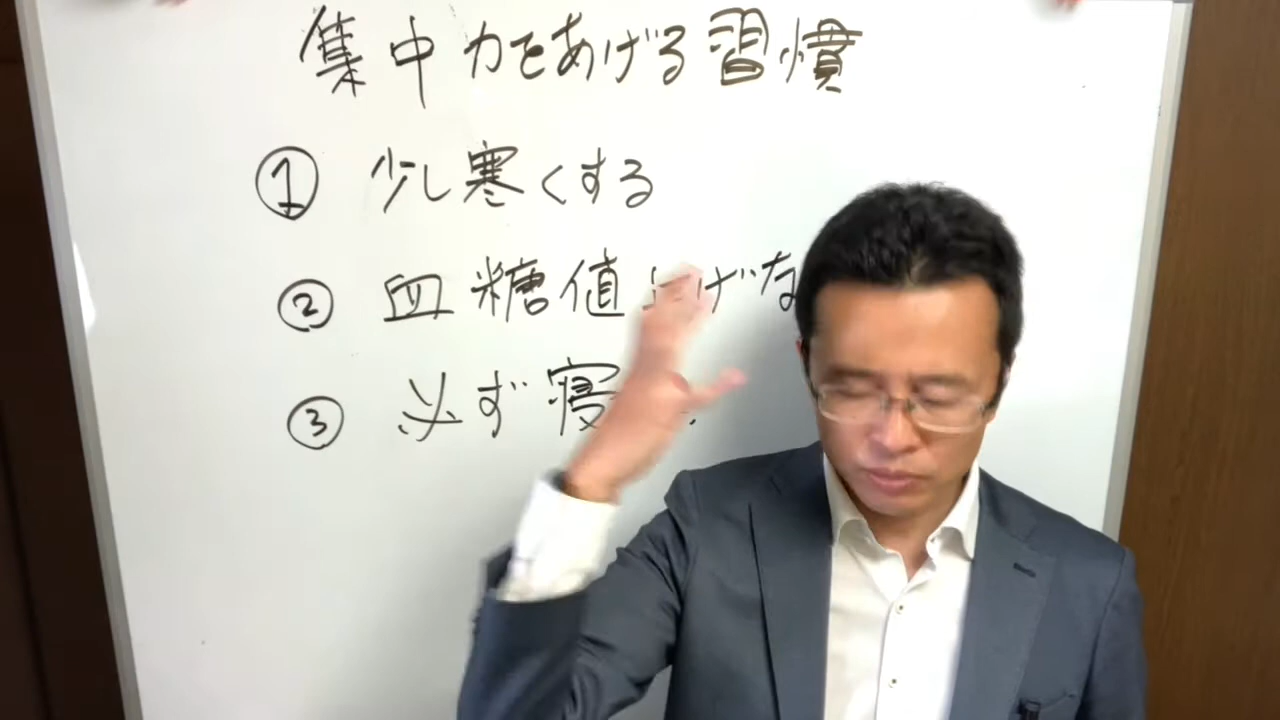 集中力をあげる習慣
① 少し寒くする
② 血糖値上げな
③ 必ず寝